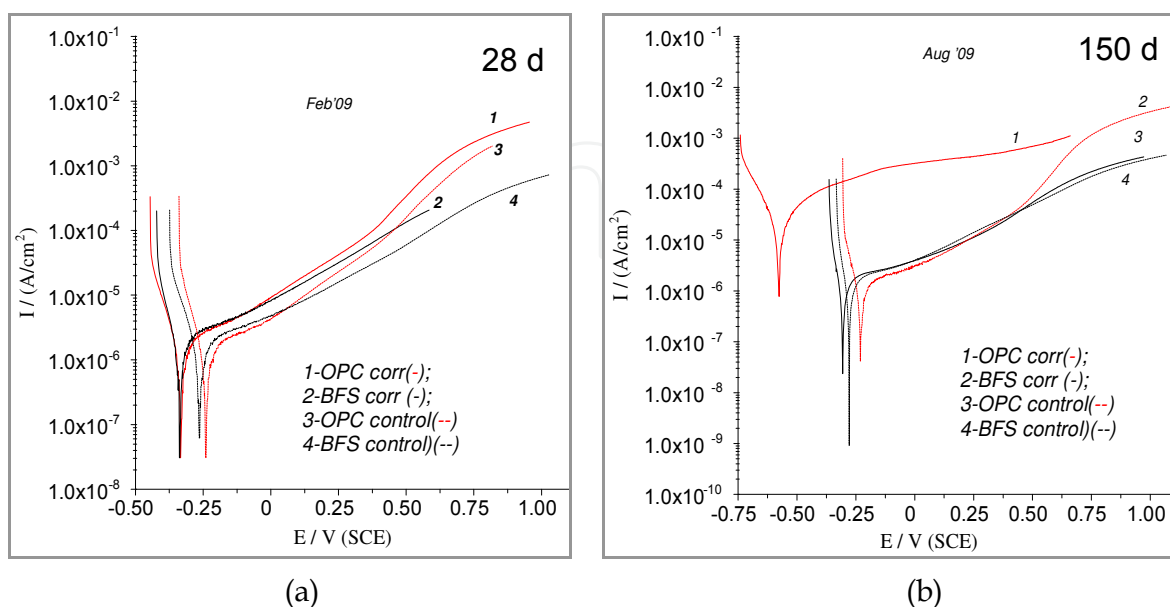 1.0x10⁻¹
1.0x10⁻²
1.0x10⁻³
1.0x10⁻⁴
1.0x10⁻⁵
1.0x10⁻⁶
1.0x10⁻⁷
1.0x10⁻⁸
I / (A/cm²)
28 d
Feb'09
1
3
2
4
1-OPC corr(-);
2-BFS corr (-);
3-OPC control(--)
4-BFS control)(--)
-0.50 -0.25 0 0.25 0.50 0.75 1.00
E / V (SCE)
(a)
1.0x10⁻¹
1.0x10⁻²
1.0x10⁻³
1.0x10⁻⁴
1.0x10⁻⁵
1.0x10⁻⁶
1.0x10⁻⁷
1.0x10⁻⁸
1.0x10⁻⁹
1.0x10⁻¹⁰
I / (A/cm²)
150 d
Aug '09
2
1
3
4
1-OPC corr(-);
2-BFS corr (-);
3-OPC control(--)
4-BFS control)(--)
-0.75 -0.50 -0.25 0 0.25 0.50 0.75 1.00
E / V (SCE)
(b)